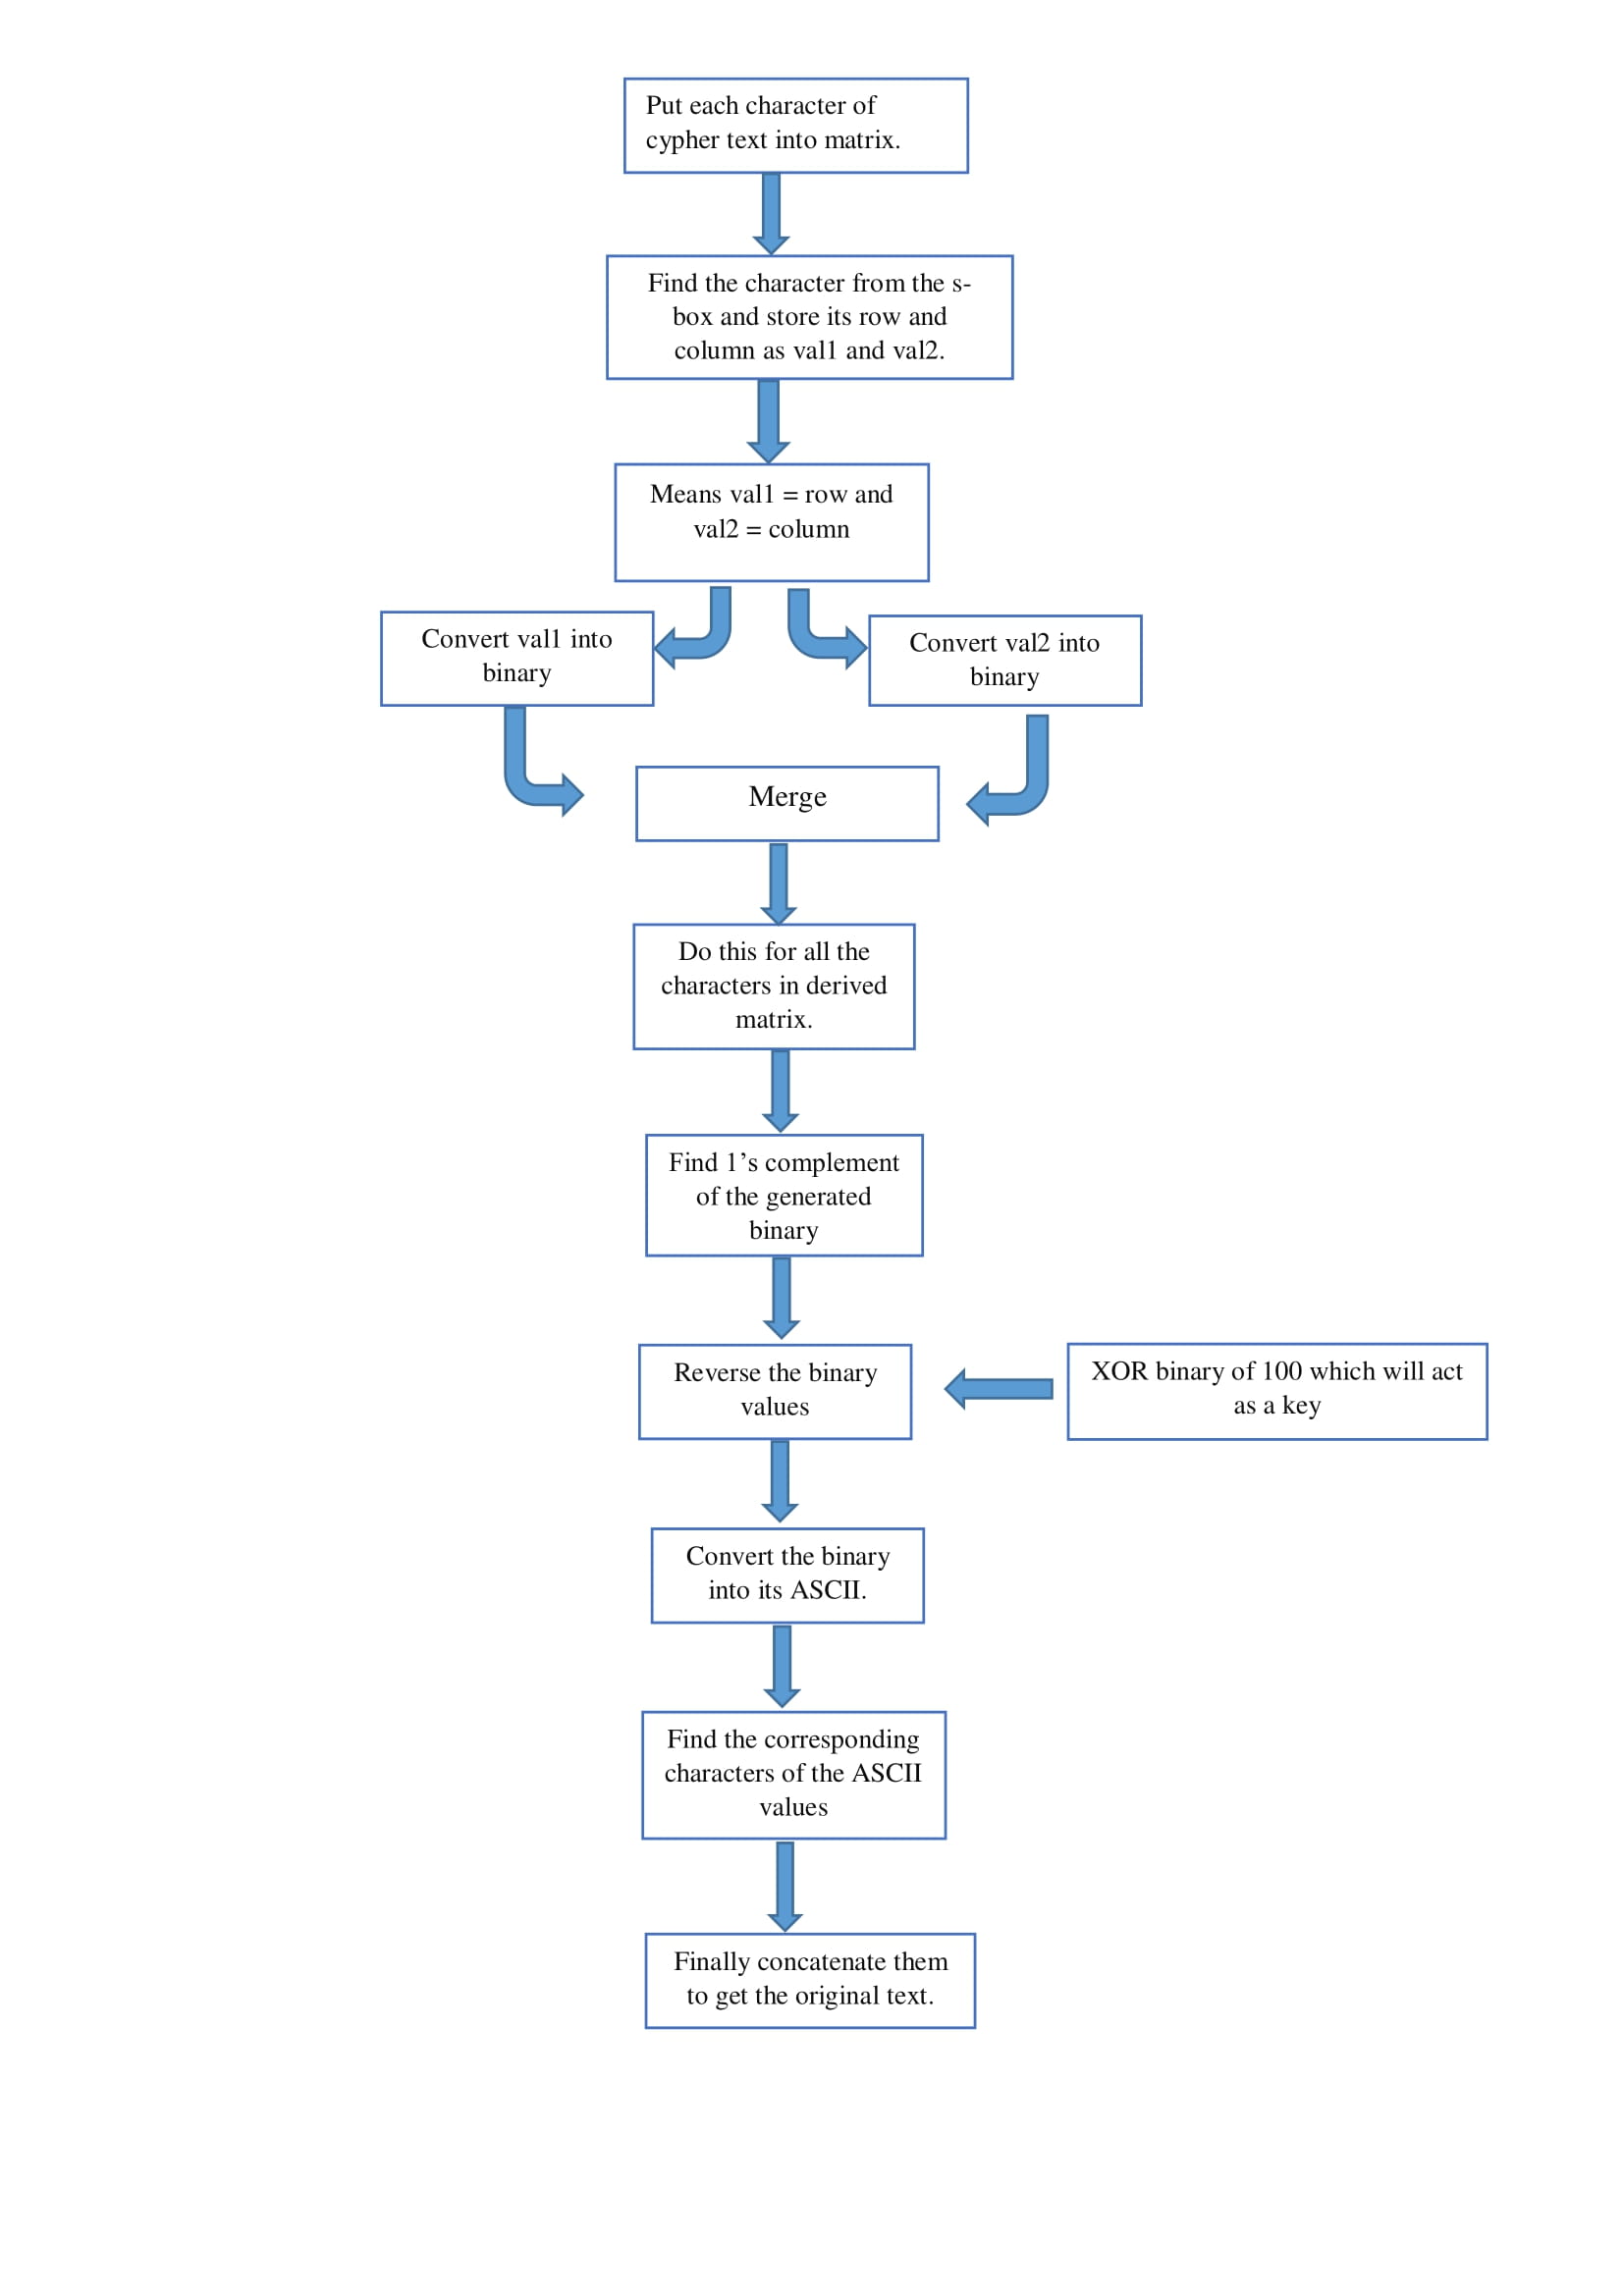 Put each character of
cypher text into matrix.
Find the character from the s-
box and store its row and
column as val1 and val2.
Means val1 = row and
val2 = column
Convert val1 into
binary
Convert val2 into
binary
Merge
Do this for all the
characters in derived
matrix.
Find 1’s complement
of the generated
binary
Reverse the binary
values
XOR binary of 100 which will act
as a key
Convert the binary
into its ASCII.
Find the corresponding
characters of the ASCII
values
Finally concatenate them
to get the original text.